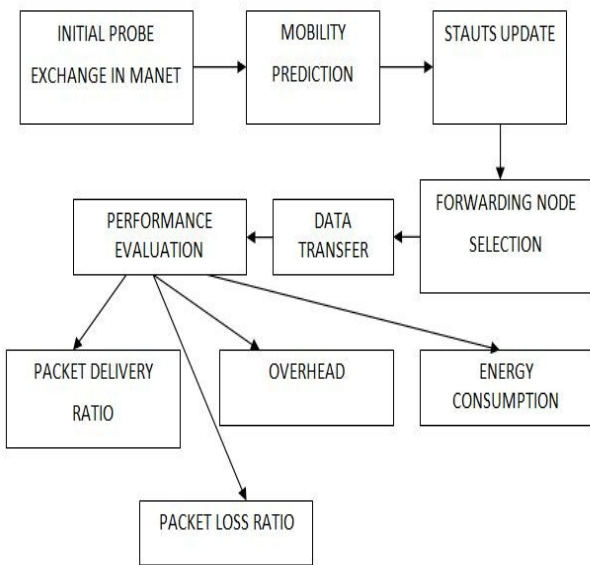 INITIAL PROBE
EXCHANGE IN MANET
MOBILITY
PREDICTION
STAUTS UPDATE
FORWARDING NODE
SELECTION
DATA
TRANSFER
PERFORMANCE
EVALUATION
PACKET DELIVERY
RATIO
OVERHEAD
ENERGY
CONSUMPTION
PACKET LOSS RATIO